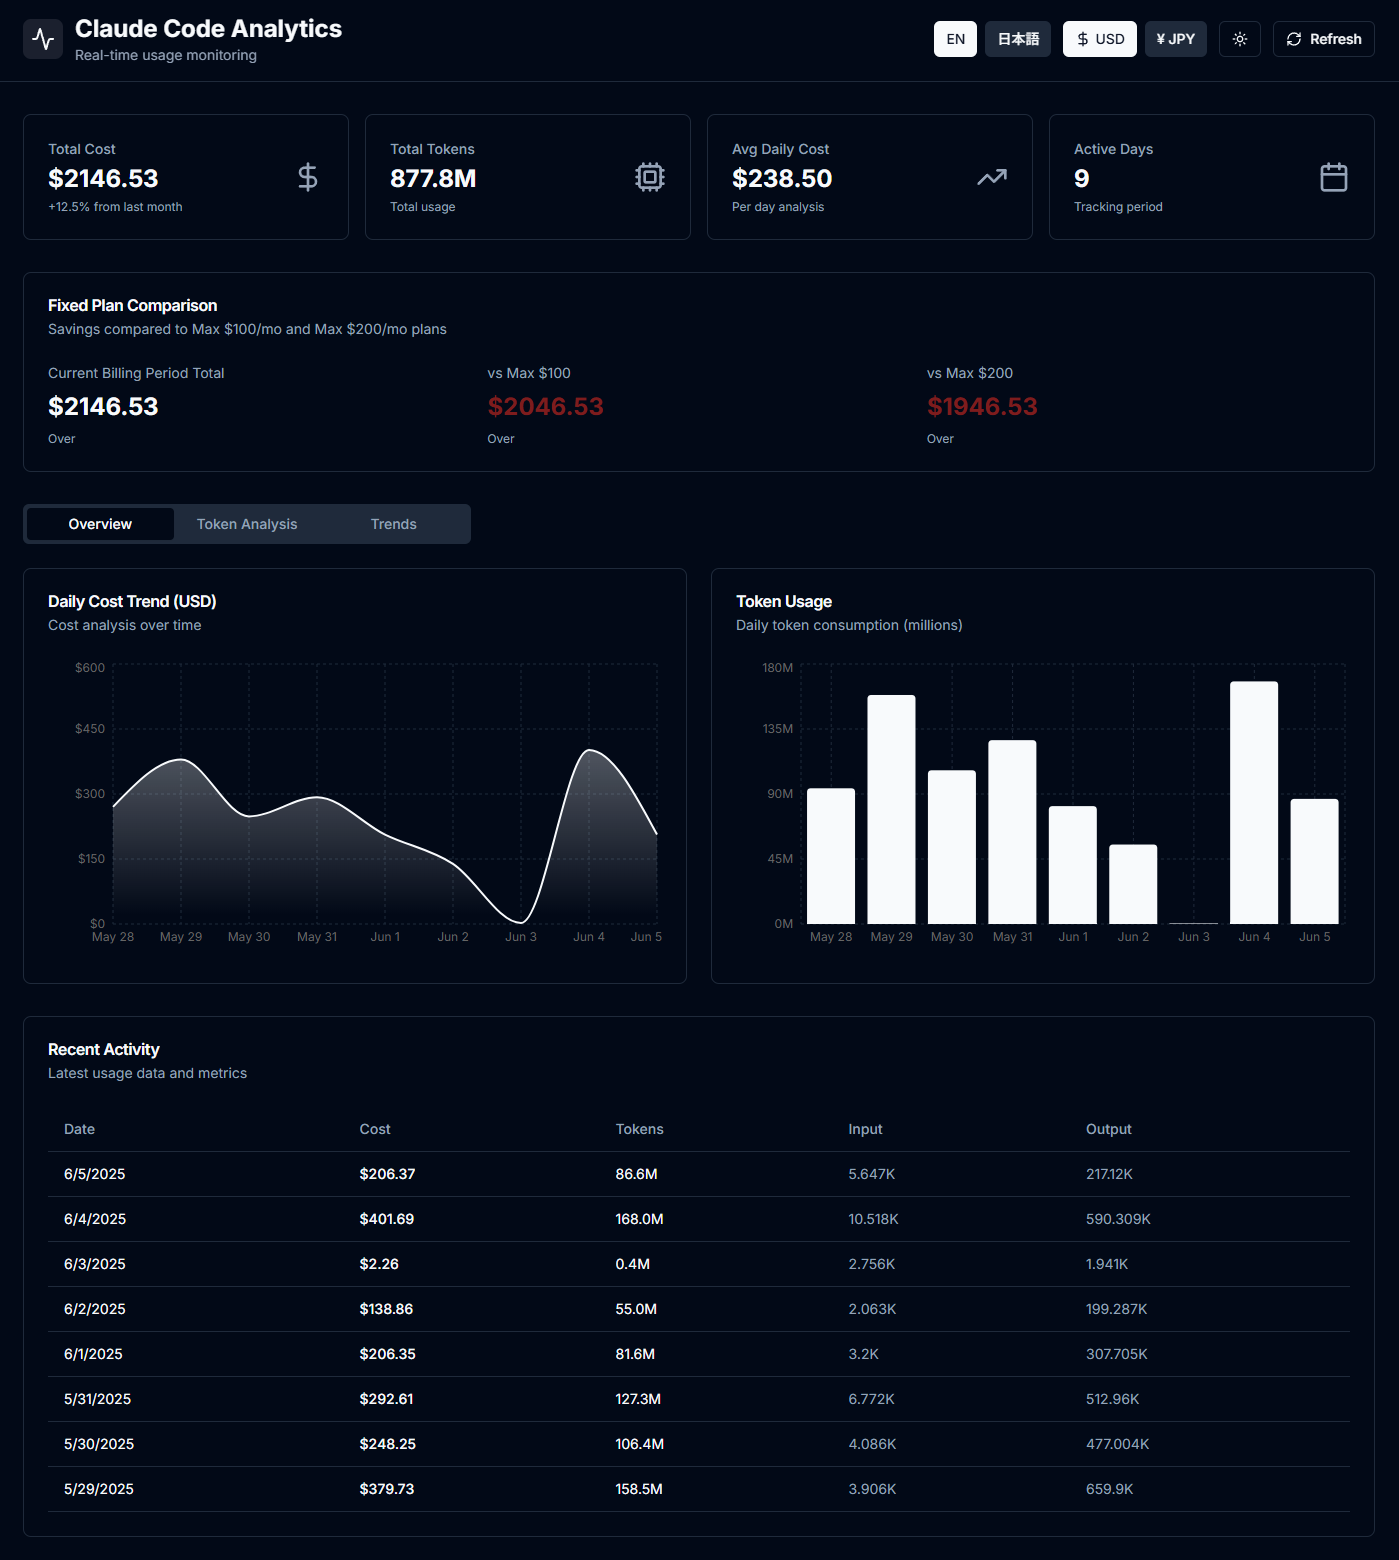 Claude Code Analytics
Real-time usage monitoring
EN
日本語
$ USD
¥ JPY
Refresh
Total Cost
$2146.53
+12.5% from last month
Total Tokens
877.8M
Total usage
Avg Daily Cost
$238.50
Per day analysis
Active Days
9
Tracking period
Fixed Plan Comparison
Savings compared to Max $100/mo and Max $200/mo plans
Current Billing Period Total
$2146.53
Over
vs Max $100
$2046.53
Over
vs Max $200
$1946.53
Over
Overview
Token Analysis
Trends
Daily Cost Trend (USD)
Cost analysis over time
$600
$450
$300
$150
$0
May 28 May 29 May 30 May 31 Jun 1 Jun 2 Jun 3 Jun 4 Jun 5
Token Usage
Daily token consumption (millions)
180M
135M
90M
45M
0M
May 28 May 29 May 30 May 31 Jun 1 Jun 2 Jun 3 Jun 4 Jun 5
Recent Activity
Latest usage data and metrics
Date Cost Tokens Input Output
6/5/2025 $206.37 86.6M 5.647K 217.12K
6/4/2025 $401.69 168.0M 10.518K 590.309K
6/3/2025 $2.26 0.4M 2.756K 1.941K
6/2/2025 $138.86 55.0M 2.063K 199.287K
6/1/2025 $206.35 81.6M 3.2K 307.705K
5/31/2025 $292.61 127.3M 6.772K 512.96K
5/30/2025 $248.25 106.4M 4.086K 477.004K
5/29/2025 $379.73 158.5M 3.906K 659.9K